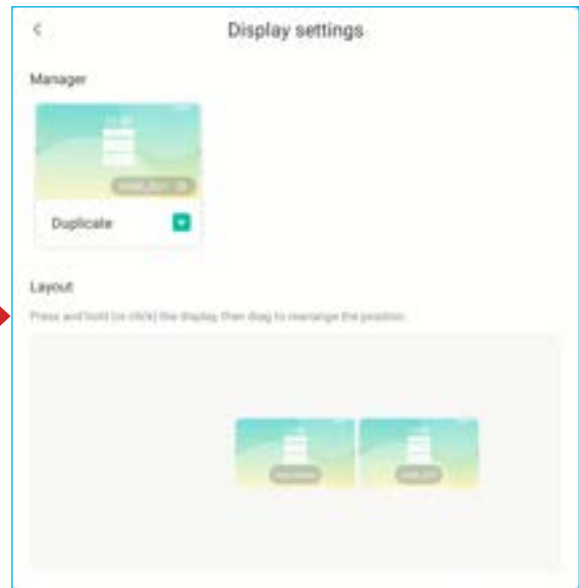 Display settings
Manager
Duplicate
Layout
Press and hold (or click) the display, then drag to rearrange the position.